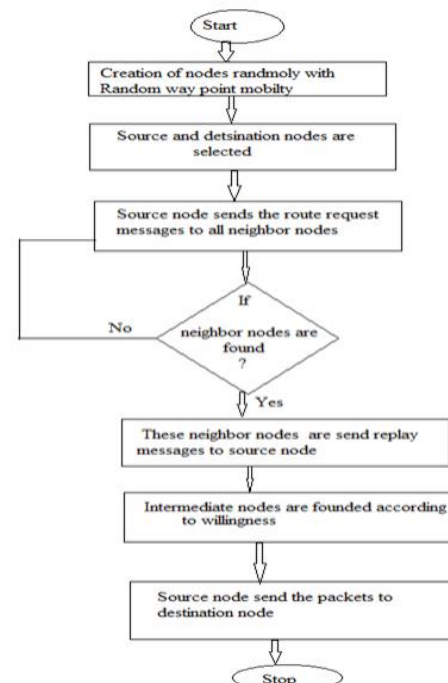 Start
Creation of nodes randmoly with
Random way point mobilty
Source and detsination nodes are
selected
Source node sends the route request
messages to all neighbor nodes
If
neighbor nodes are
found
?
No
Yes
These neighbor nodes are send replay
messages to source node
Intermediate nodes are founded according
to willingness
Source node send the packets to
destination node
Stop